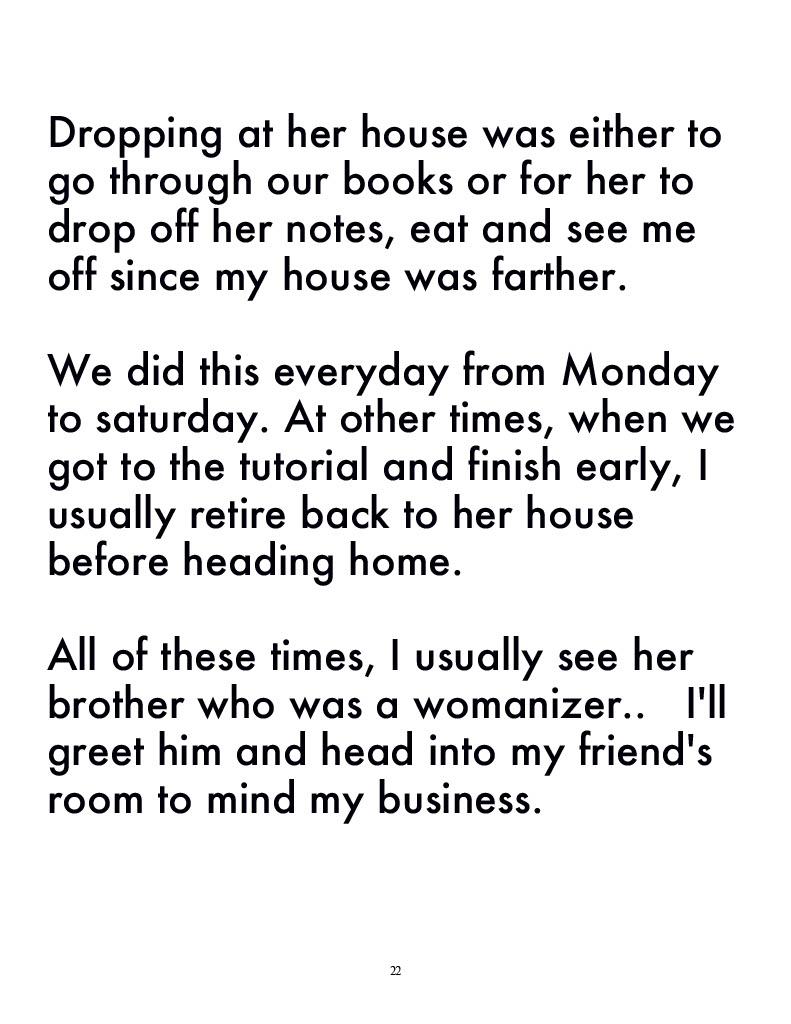 Dropping at her house was either to
go through our books or for her to
drop off her notes, eat and see me
off since my house was farther.
We did this everyday from Monday
to saturday. At other times, when we
got to the tutorial and finish early, I
usually retire back to her house
before heading home.
All of these times, I usually see her
brother who was a womanizer..   I'll
greet him and head into my friend's
room to mind my business.
22